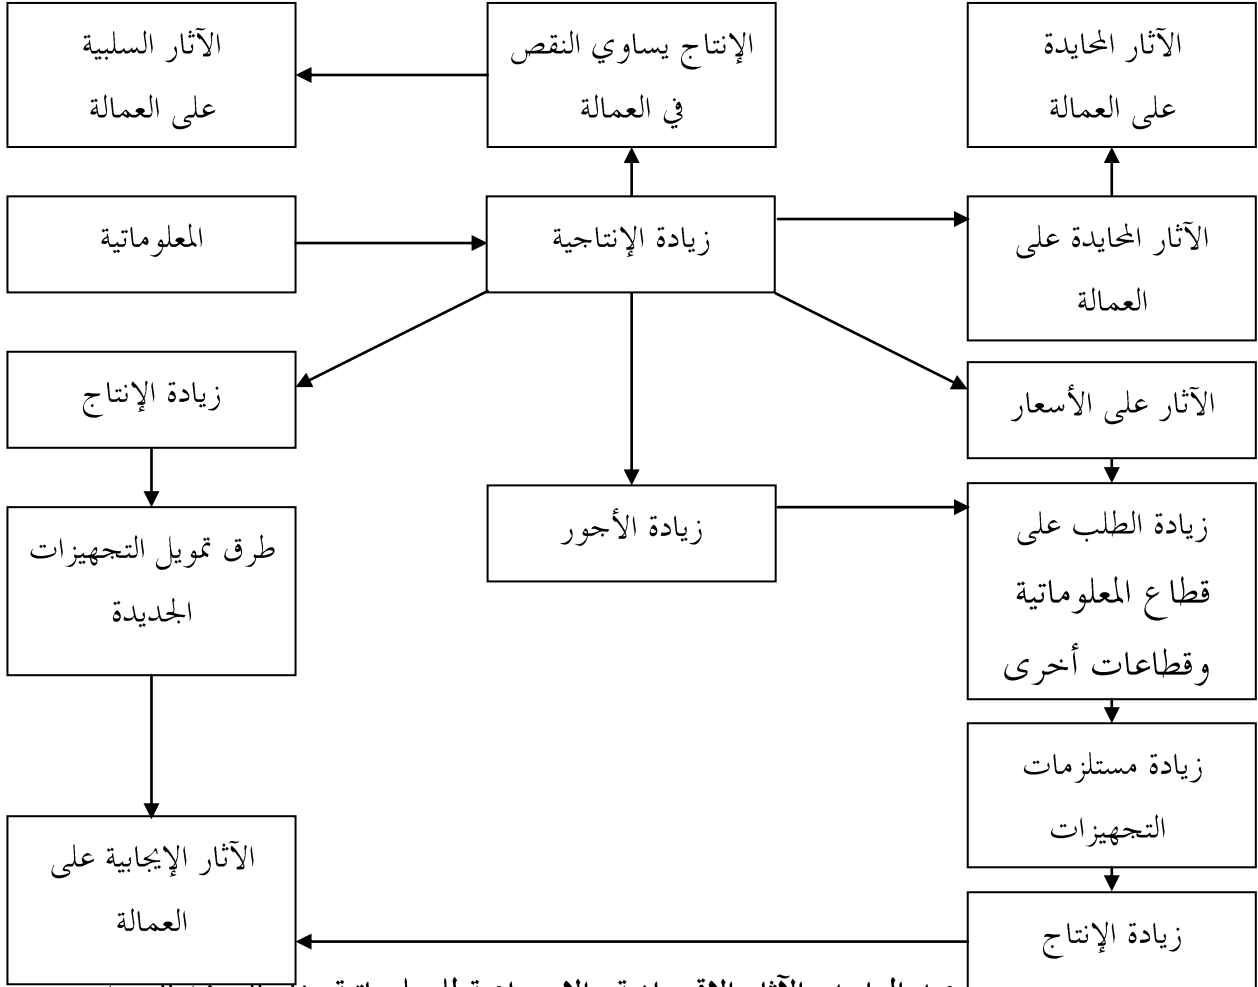 الآثار المحايدة
على العمالة
الإنتاج يساوي النقص
في العمالة
الآثار السلبية
على العمالة
الآثار المحايدة على
العمالة
زيادة الإنتاجية
المعلوماتية
الآثار على الأسعار
زيادة الإنتاج
زيادة الطلب على
قطاع المعلوماتية
وقطاعات أخرى
زيادة الأجور
طرق تمويل التجهيزات
الجديدة
زيادة مستلزمات
التجهيزات
الآثار الإيجابية على
العمالة
زيادة الإنتاج